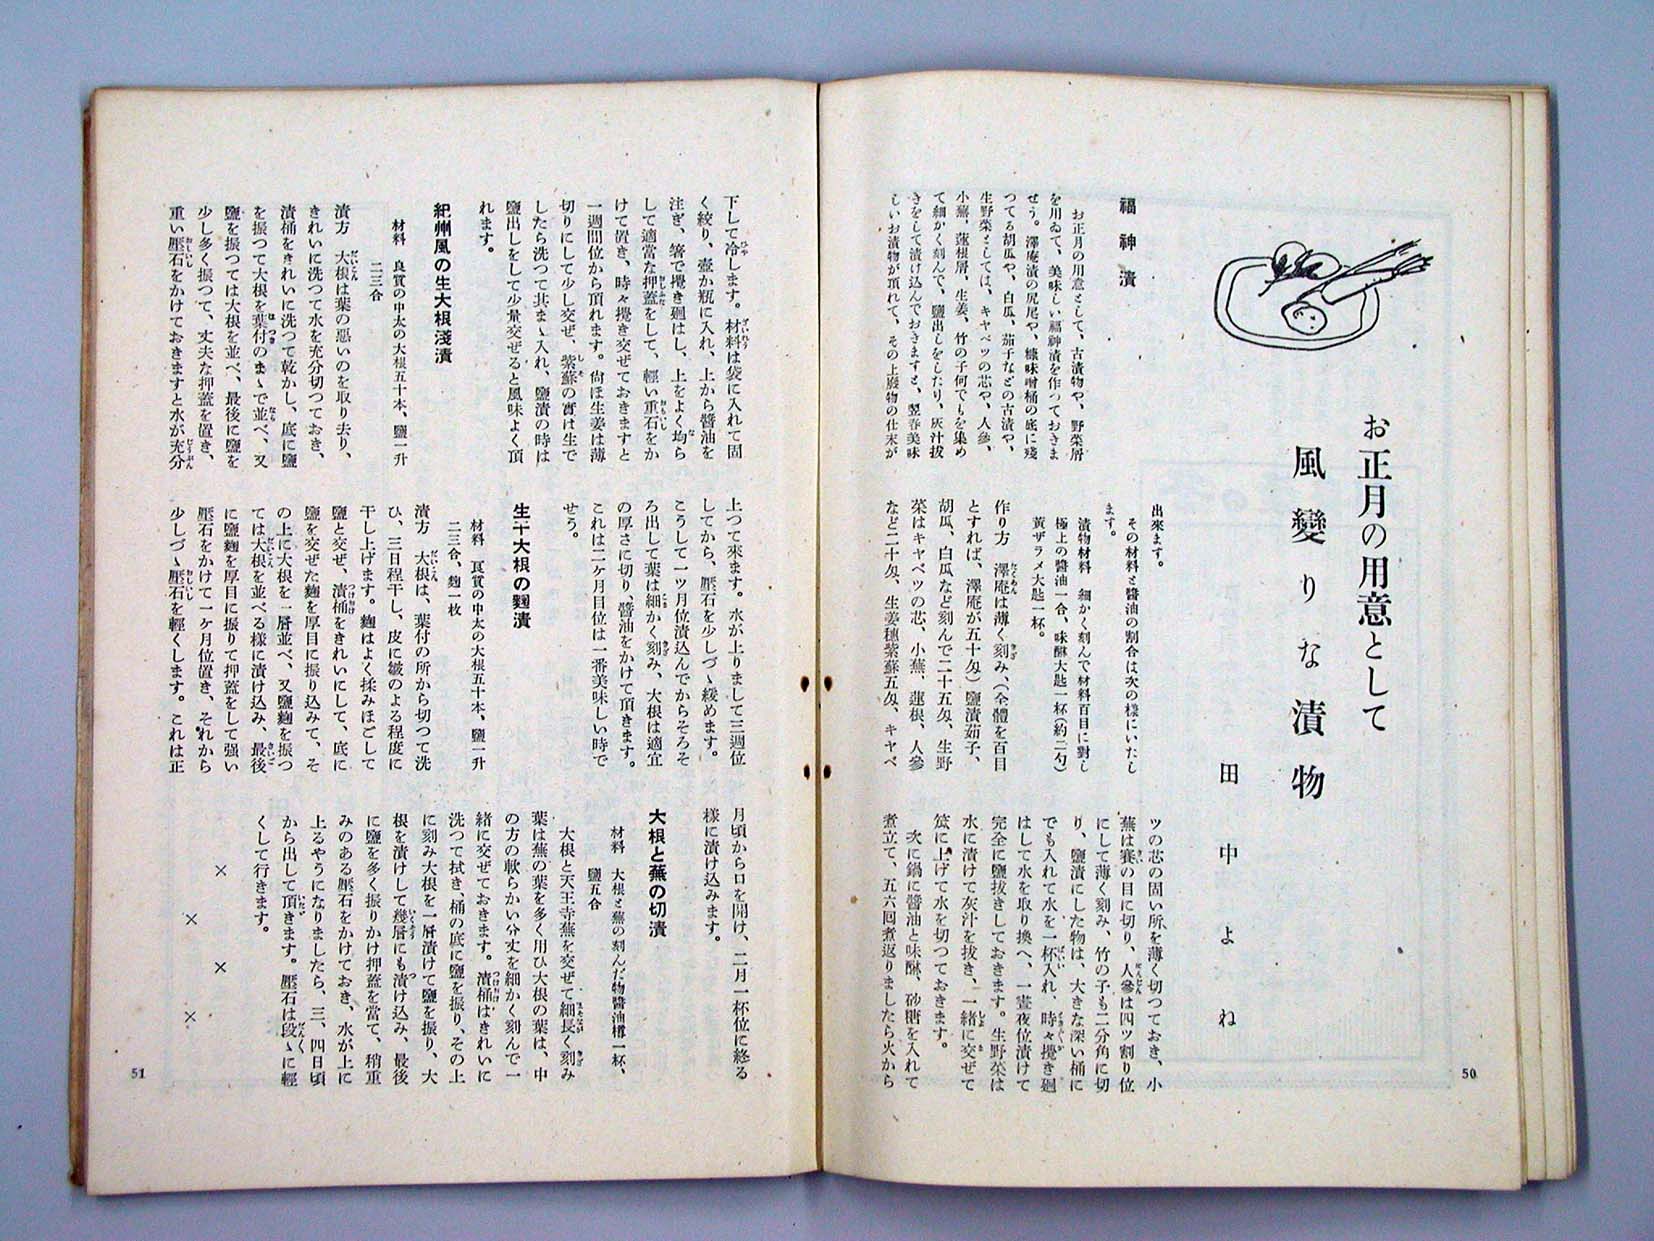 お正月の用意として
風變りな漬物
田中よね
福神漬
お正月の用意として、古漬物や、野菜屑
を用ゐて、美味しい福神漬を作っておきま
せう。澤庵漬の尻尾や、糠味噌桶の底に殘
つてる胡瓜や、白瓜、茄子などの古漬や、
生野菜としては、キャベツの芯や、人參、
小蕪、蓮根屑、生姜、竹の子何でもを集め
て細かく刻んで、鹽出しをしたり、灰汁拔
きをして漬け込んでおきますと、翌春美味
しいお漬物が頂れて、その上廢物の仕末が
出來ます。
その材料と醬油の割合は次の樣にいたし
ます。
漬物材料 細かく刻んで材料百目に對し
極上の醬油一合、味醂大匙一杯(約二勺)
黄ザラメ大匙一杯。
作り方 澤庵は薄く刻み、(全體を百目
とすれば、澤庵が五十匁)鹽漬茄子、
胡瓜、白瓜など刻んで二十五匁、生野
菜はキャベツの芯、小蕪、蓮根、人參
など二十匁、生姜穗紫蘇五匁、キャベ
ツの芯の固い所を薄く切つておき、小
蕪は賽の目に切り、人參は四ツ割り位
にして薄く刻み、竹の子も二分角に切
り、鹽漬にした物は、大きな深い桶に
でも入れて水を一杯入れ、時々攪き廻
はして水を取り換へ、一晝夜位漬けて
完全に鹽拔きしておきます。生野菜は
水に漬けて灰汁を拔き、一緒に交ぜて
笊に上げて水を切つておきます。
次に鍋に醬油と味醂、砂糖を入れて
煮立て、五六回煮返りましたら火から
50
下して冷します。材料は袋に入れて固
く絞り、壺か瓶に入れ、上から醬油を
注ぎ、箸で攪き廻はし、上をよく均ら
して適當な押蓋をして、輕い重石をか
けて置き、時々攪き交ぜておきますと
一週間位から頂れます。尙ほ生姜は薄
切りにして少し交ぜ、紫蘇の實は生で
したら洗つて其まゝ入れ、鹽漬の時は
鹽出しをして少量交ぜると風味よく頂
れます。
紀州風の生大根淺漬
材料 良質の中太の大根五十本、鹽一升
二三合
漬方 大根は葉の惡いのを取り去り、
きれいに洗つて水を充分切つておき、
漬桶をきれいに洗つて乾かし、底に鹽
を振つて大根を葉付のまゝで並べ、又
鹽を振つては大根を並べ、最後に鹽を
少し多く振つて、丈夫な押蓋を置き、
重い壓石をかけておきますと水が充分
上つて來ます。水が上りまして三週位
してから、壓石を少しづゝ緩めます。
こうして一ツ月位漬込んでからそろそ
ろ出して葉は細かく刻み、大根は適宜
の厚さに切り、醬油をかけて頂きます。
これは二ケ月目位は一番美味しい時で
せう。
生干大根の麴漬
材料 良質の中太の大根五十本、鹽一升
二三合、麴一枚
漬方 大根は、葉付の所から切つて洗
ひ、三日程干し、皮に皺のよる程度に
干し上げます。麴はよく揉みほごして
鹽と交ぜ、漬桶をきれいにして、底に
鹽を交ぜた麴を厚目に振り込みて、そ
の上に大根を一層並べ、又鹽麴を振つ
ては大根を並べる樣に漬け込み、最後
に鹽麴を厚目に振りて押蓋をして强い
壓石をかけて一ヶ月位置き、それから
少しづゝ壓石を輕くします。これは正
月頃から口を開け、二月一杯位に終る
樣に漬け込みます。
大根と蕪の切漬
材料 大根と蕪の刻んだ物醬油樽一杯、
鹽五合
大根と天王寺蕪を交ぜて細長く刻み
葉は蕪の葉を多く用ひ大根の葉は、中
の方の軟らかい分丈を細かく刻んで一
緒に交ぜておきます。漬桶はきれいに
洗つて拭き、桶の底に鹽を振り、その上
に刻み大根を一層漬けて鹽を振り、大
根を漬けして幾層にも漬け込み、最後
に鹽を多く振りかけ押蓋を當て、稍重
みのある壓石をかけておき、水が上に
上るやうになりましたら、三、四日頃
から出して頂きます。壓石は段々に輕
くして行きます。
× × × ×
51